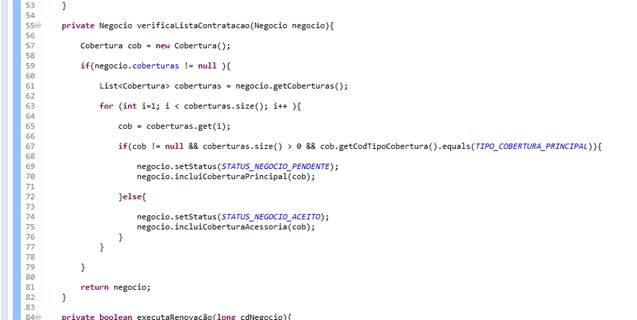 53 }
54
55 private Negocio verificaListaContratacao(Negocio negocio){
56
57 Cobertura cob = new Cobertura();
58
59 if(negocio.coberturas != null ){
60
61 List<Cobertura> coberturas = negocio.getCoberturas();
62
63 for (int i=1; i < coberturas.size(); i++ ){
64
65 cob = coberturas.get(i);
66
67 if(cob != null && coberturas.size() > 0 && cob.getCodTipoCobertura().equals(TIPO_COBERTURA_PRINCIPAL)){
68
69 negocio.setStatus(STATUS_NEGOCIO_PENDENTE);
70 negocio.incluiCoberturaPrincipal(cob);
71
72 }else{
73
74 negocio.setStatus(STATUS_NEGOCIO_ACEITO);
75 negocio.incluiCoberturaAcessoria(cob);
76 }
77 }
78
79 }
80
81 return negocio;
82 }
83
84 private boolean executaRenovação(long cdNegocio){